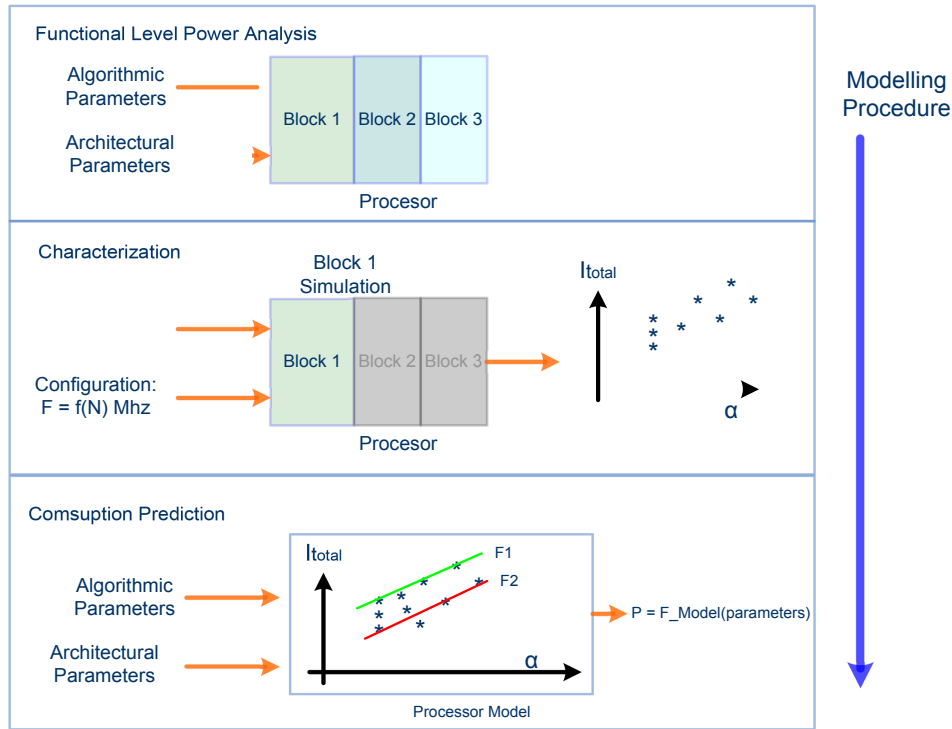 Functional Level Power Analysis
Algorithmic
Parameters
Architectural
Parameters
Block 1
Block 2
Block 3
Procesor
Modelling
Procedure
Characterization
Block 1
Simulation
Configuration:
F = f(N) Mhz
Block 1
Block 2
Block 3
Procesor
Itotal
α
Comsuption Prediction
Algorithmic
Parameters
Architectural
Parameters
Itotal
F1
F2
α
Processor Model
P = F_Model(parameters)